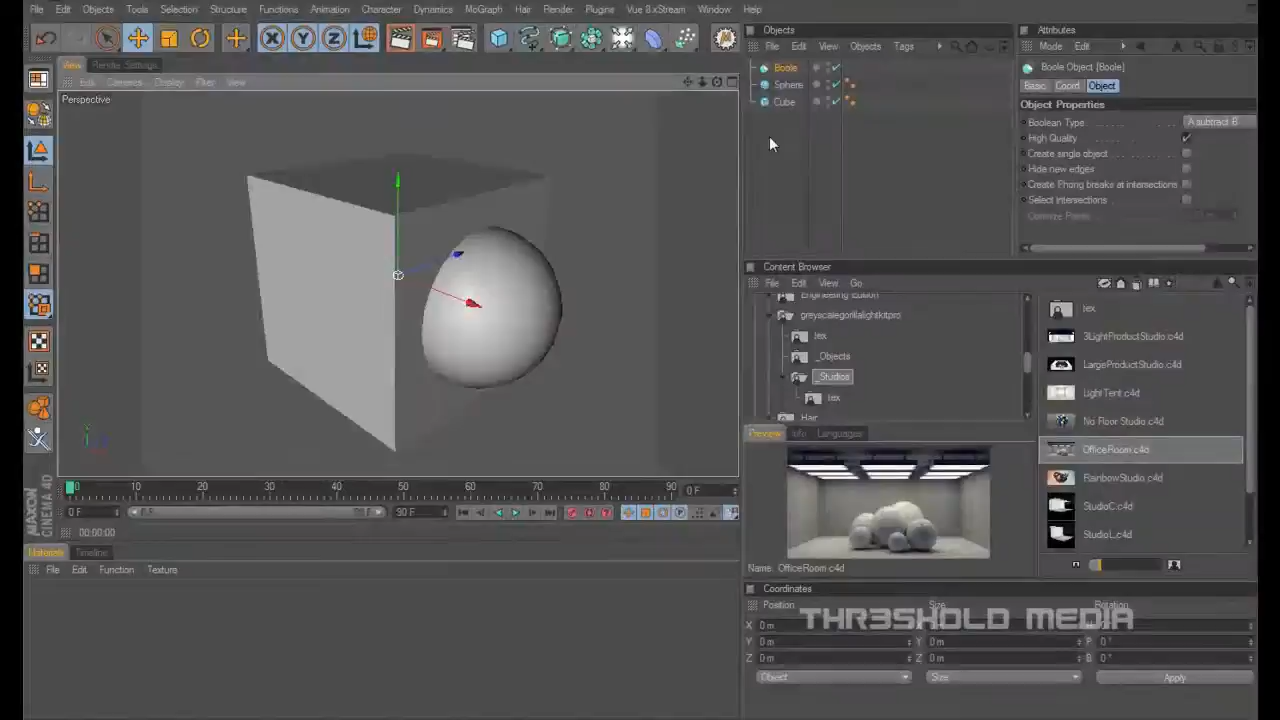 File Edit Objects Tools Selection Structure Functions Animation Character Dynamics MoGraph Hair Render Plugins Vue 8 xStream Window Help
View Render Settings
Edit Cameras Display Filter View
Perspective
0 10 20 30 40 50 60 70 80 90 0 F
0 F 90 F 90 F
00:00:00
Materials Timeline
File Edit Function Texture
MAXON
CINEMA 4D
Objects
File Edit View Objects Tags
Boole
Sphere
Cube
Attributes
Mode Edit
Boole Object [Boole]
Basic Coord. Object
Object Properties
Boolean Type A subtract B
High Quality
Create single object
Hide new edges
Create Phong breaks at intersections
Select intersections
Optimize Points
Content Browser
File Edit View Go
Engineering Edition
greyscalegorillalightkitpro
tex
_Objects
_Studios
tex
Hair
tex
3LightProductStudio.c4d
LargeProductStudio.c4d
LightTent.c4d
No Floor Studio.c4d
OfficeRoom.c4d
RainbowStudio.c4d
StudioC.c4d
StudioL.c4d
Preview Info Languages
Name: OfficeRoom.c4d
Coordinates
Position Size Rotation
THR3SHOLD MEDIA
X 0 m X H
Y 0 m Y 0 m P 0 °
Z 0 m Z 0 m B 0 °
Object Size Apply